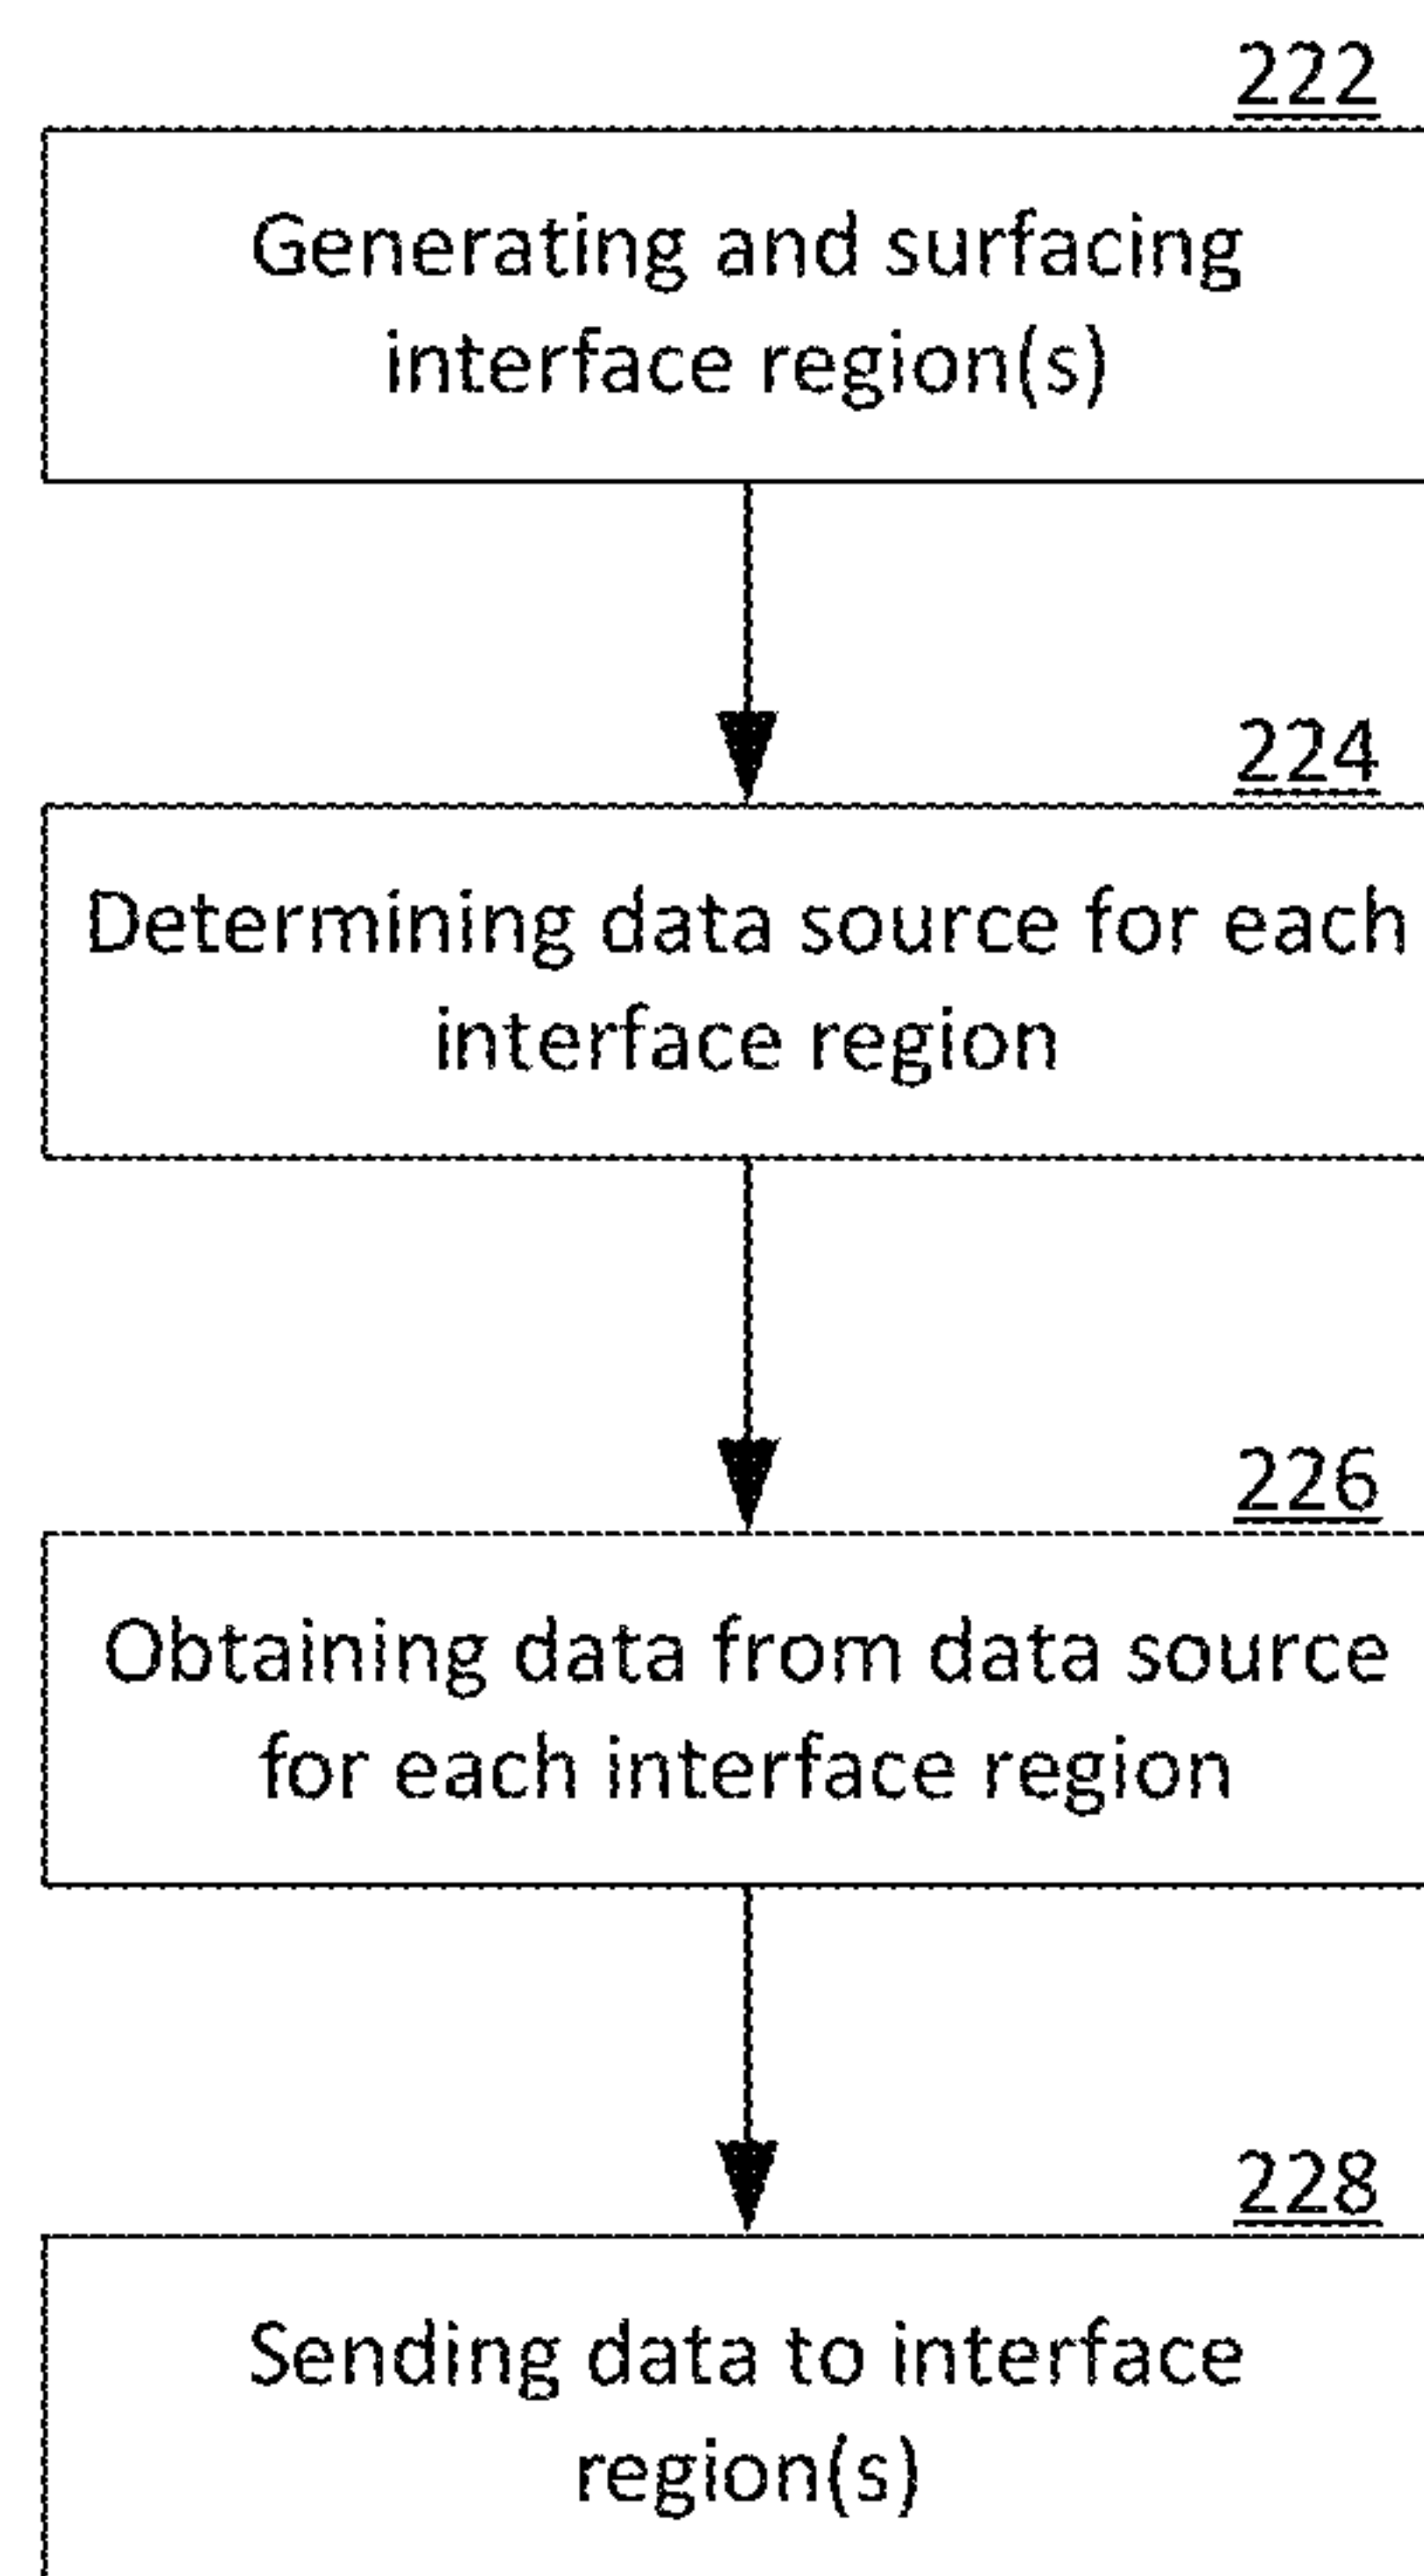 222
Generating and surfacing
interface region(s)
224
Determining data source for each
interface region
226
Obtaining data from data source
for each interface region
228
Sending data to interface
region(s)